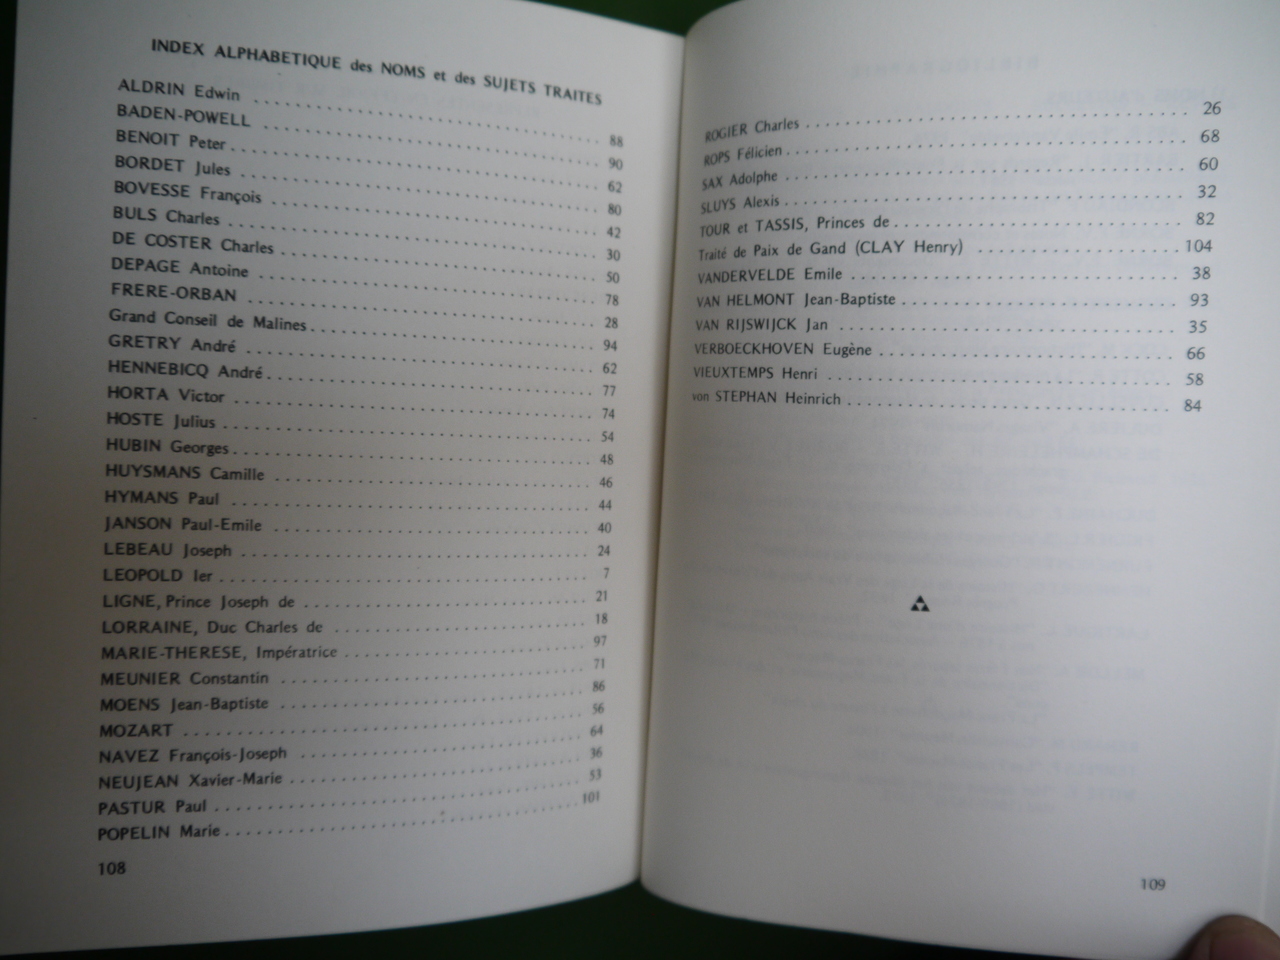 INDEX ALPHABETIQUE des NOMS et des SUJETS TRAITES
ALDRIN Edwin ........ 88
BADEN-POWELL ........ 90
BENOIT Peter ........ 62
BORDET Jules ........ 80
BOVESSE François ........ 42
BULS Charles ........ 30
DE COSTER Charles ........ 50
DEPAGE Antoine ........ 78
FRERE-ORBAN ........ 28
Grand Conseil de Malines ........ 94
GRETRY André ........ 62
HENNEBICQ André ........ 77
HORTA Victor ........ 74
HOSTE Julius ........ 54
HUBIN Georges ........ 48
HUYSMANS Camille ........ 46
HYMANS Paul ........ 44
JANSON Paul-Emile ........ 40
LEBEAU Joseph ........ 24
LEOPOLD Ier ........ 7
LIGNE, Prince Joseph de ........ 21
LORRAINE, Duc Charles de ........ 18
MARIE-THERESE, Impératrice ........ 97
MEUNIER Constantin ........ 71
MOENS Jean-Baptiste ........ 86
MOZART ........ 56
NAVEZ François-Joseph ........ 64
NEUJEAN Xavier-Marie ........ 36
PASTUR Paul ........ 53
POPELIN Marie ........ 101
108
ROGIER Charles ........ 26
ROPS Félicien ........ 68
SAX Adolphe ........ 60
SLUYS Alexis ........ 32
TOUR et TASSIS, Princes de ........ 82
Traité de Paix de Gand (CLAY Henry) ........ 104
VANDERVELDE Emile ........ 38
VAN HELMONT Jean-Baptiste ........ 93
VAN RIJSWIJCK Jan ........ 35
VERBOECKHOVEN Eugène ........ 66
VIEUXTEMPS Henri ........ 58
von STEPHAN Heinrich ........ 84
109